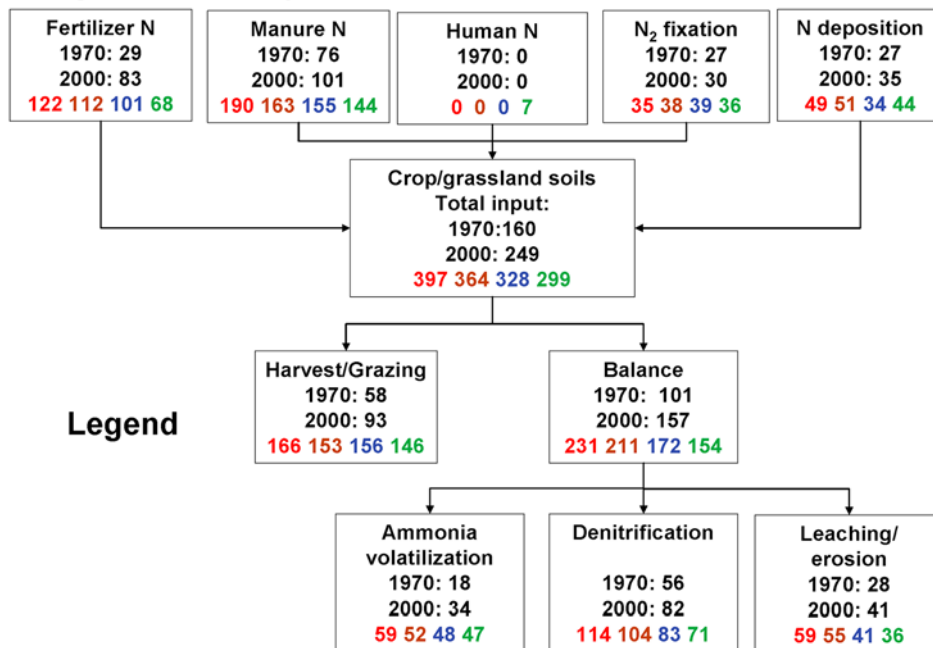 Fertilizer N
1970: 29
2000: 83
122 112 101 68
Manure N
1970: 76
2000: 101
190 163 155 144
Human N
1970: 0
2000: 0
0 0 0 7
N₂ fixation
1970: 27
2000: 30
35 38 39 36
N deposition
1970: 27
2000: 35
49 51 34 44
Crop/grassland soils
Total input:
1970:160
2000: 249
397 364 328 299
Harvest/Grazing
1970: 58
2000: 93
166 153 156 146
Balance
1970: 101
2000: 157
231 211 172 154
Legend
Ammonia
volatilization
1970: 18
2000: 34
59 52 48 47
Denitrification
1970: 56
2000: 82
114 104 83 71
Leaching/
erosion
1970: 28
2000: 41
59 55 41 36